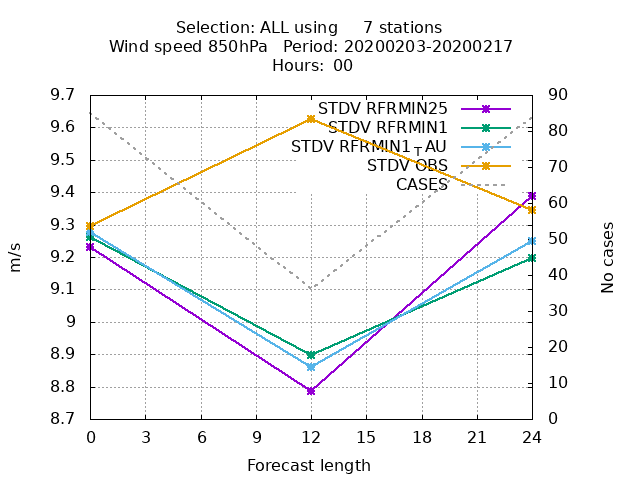 Selection: ALL using     7 stations
Wind speed 850hPa   Period: 20200203-20200217
Hours:  00
9.7
9.6
9.5
9.4
9.3
9.2
9.1
9
8.9
8.8
8.7
m/s
STDV RFRMIN25
STDV RFRMIN1
STDV RFRMIN1┬AU
STDV OBS
CASES
90
80
70
60
50
40
30
20
10
0
No cases
0 3 6 9 12 15 18 21 24
Forecast length